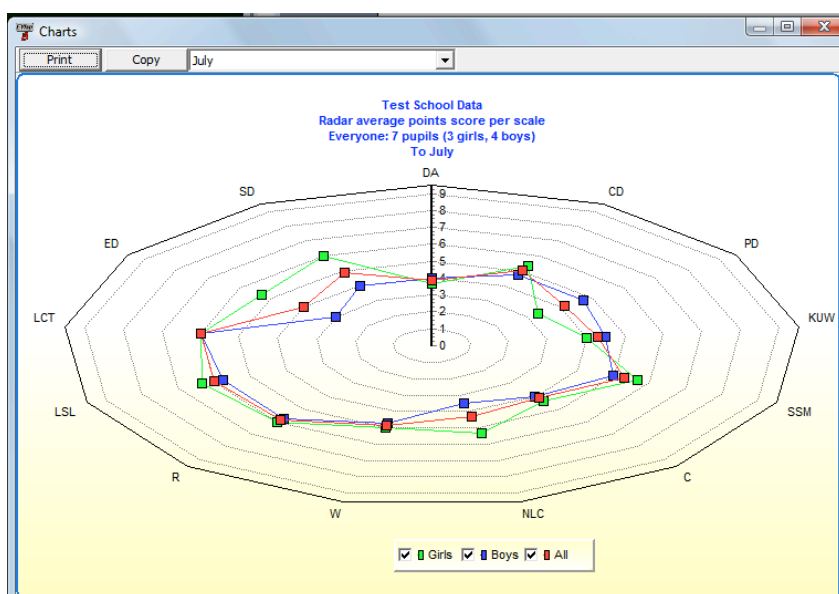 Charts
Print Copy July
Test School Data
Radar average points score per scale
Everyone: 7 pupils (3 girls, 4 boys)
To July
DA
SD CD
ED PD
LCT KUW
LSL SSM
R C
W NLC
9
8
7
6
5
4
3
2
1
0
Girls Boys All